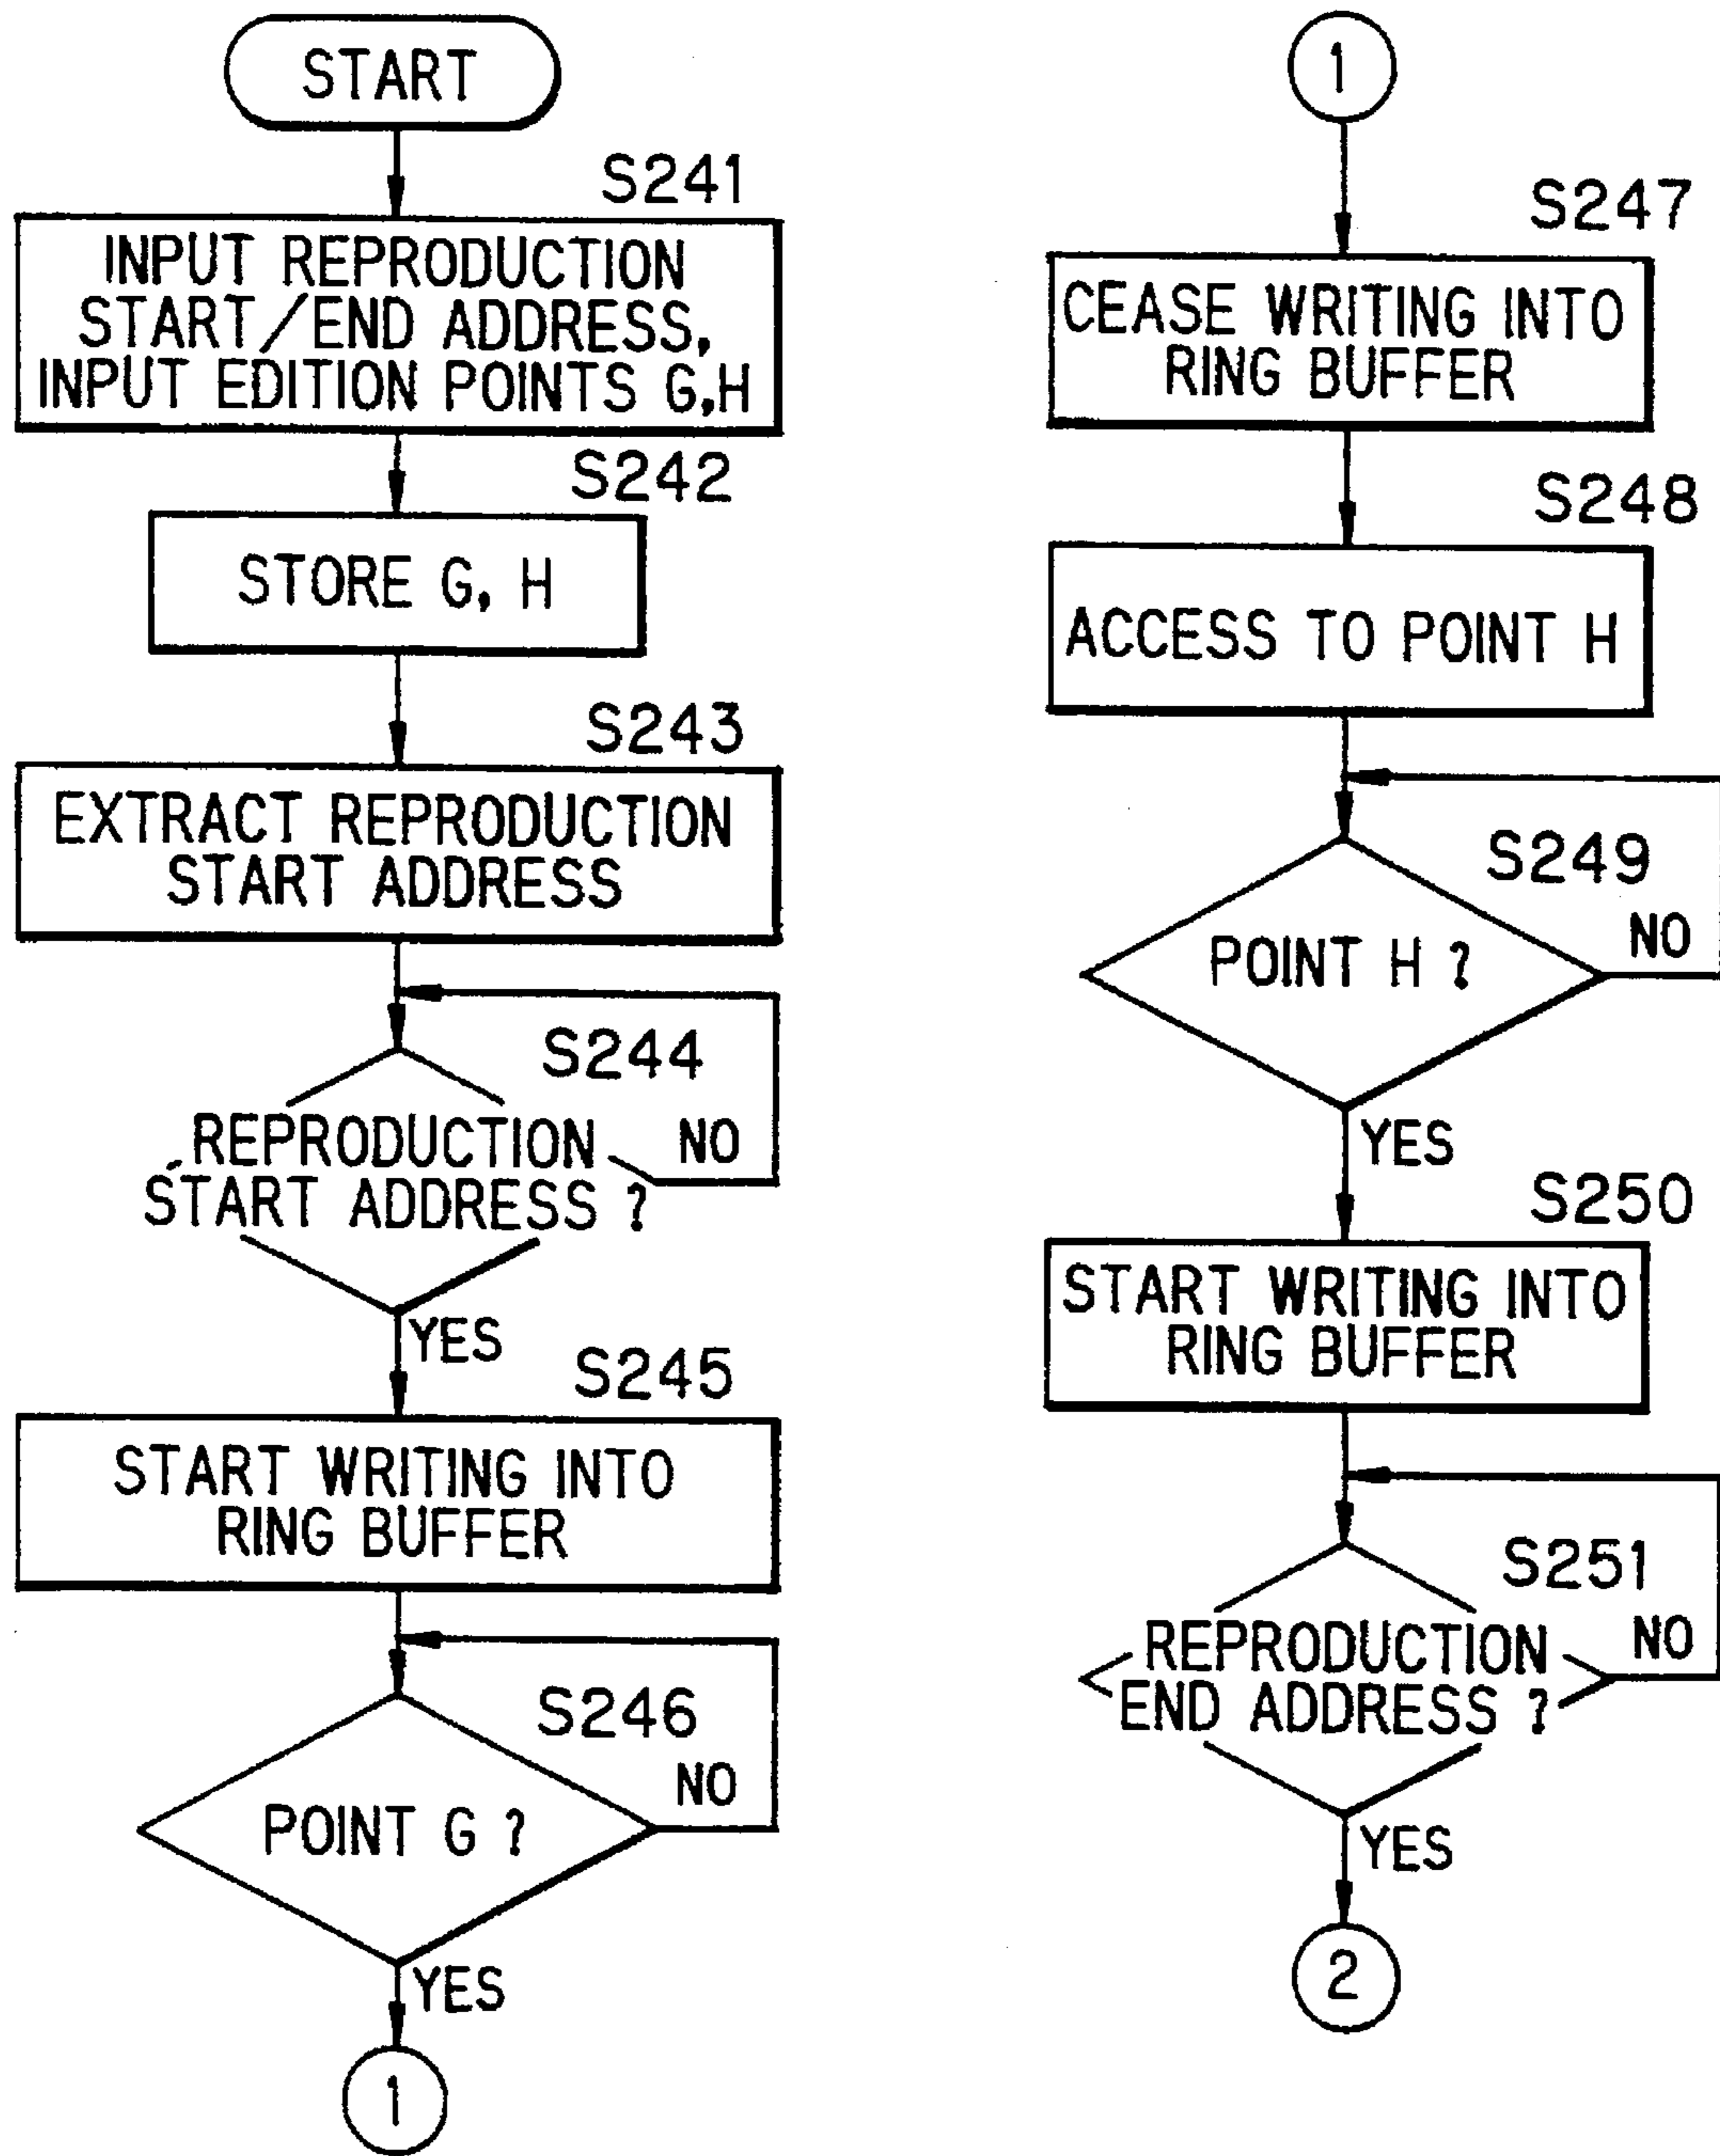 START
S241
INPUT REPRODUCTION
START/END ADDRESS,
INPUT EDITION POINTS G,H
S242
STORE G, H
S243
EXTRACT REPRODUCTION
START ADDRESS
S244
REPRODUCTION
START ADDRESS ?
NO
YES
S245
START WRITING INTO
RING BUFFER
S246
POINT G ?
NO
YES
1
1
S247
CEASE WRITING INTO
RING BUFFER
S248
ACCESS TO POINT H
S249
POINT H ?
NO
YES
S250
START WRITING INTO
RING BUFFER
S251
REPRODUCTION
END ADDRESS ?
NO
YES
2